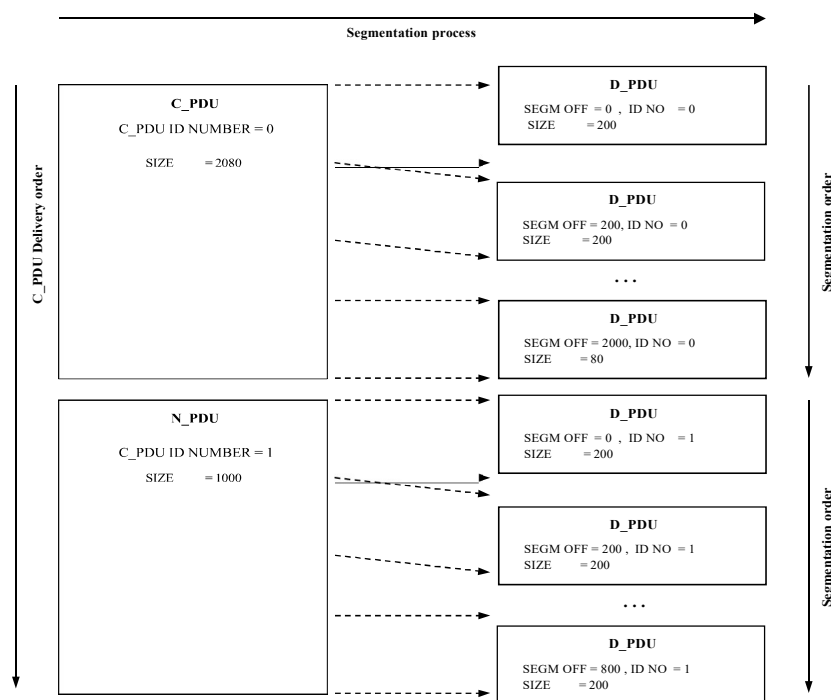 Segmentation process
C_PDU Delivery order
C_PDU
C_PDU ID NUMBER = 0
SIZE = 2080
D_PDU
SEGM OFF = 0 , ID NO = 0
SIZE = 200
D_PDU
SEGM OFF = 200, ID NO = 0
SIZE = 200
...
D_PDU
SEGM OFF = 2000, ID NO = 0
SIZE = 80
Segmentation order
N_PDU
C_PDU ID NUMBER = 1
SIZE = 1000
D_PDU
SEGM OFF = 0 , ID NO = 1
SIZE = 200
D_PDU
SEGM OFF = 200 , ID NO = 1
SIZE = 200
...
D_PDU
SEGM OFF = 800 , ID NO = 1
SIZE = 200
Segmentation order